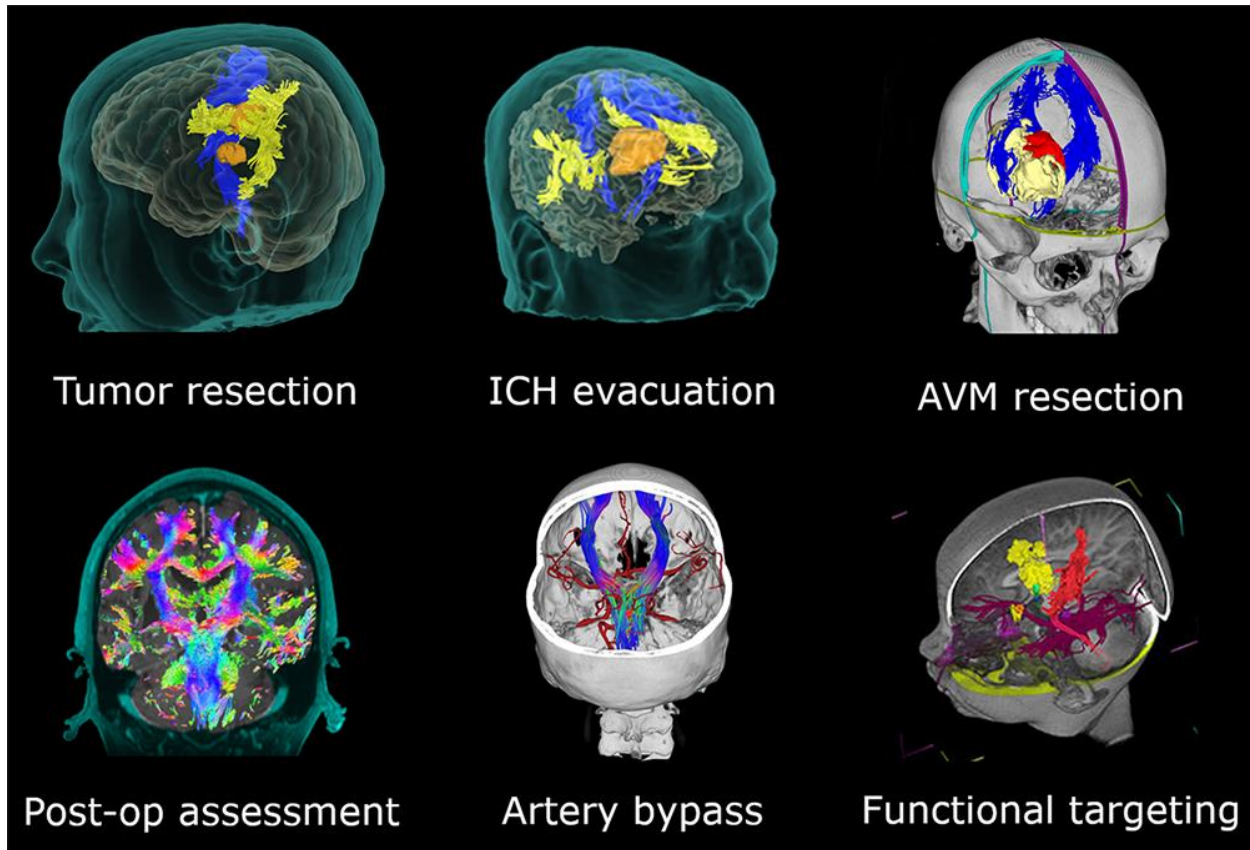 Tumor resection
ICH evacuation
AVM resection
Post-op assessment
Artery bypass
Functional targeting